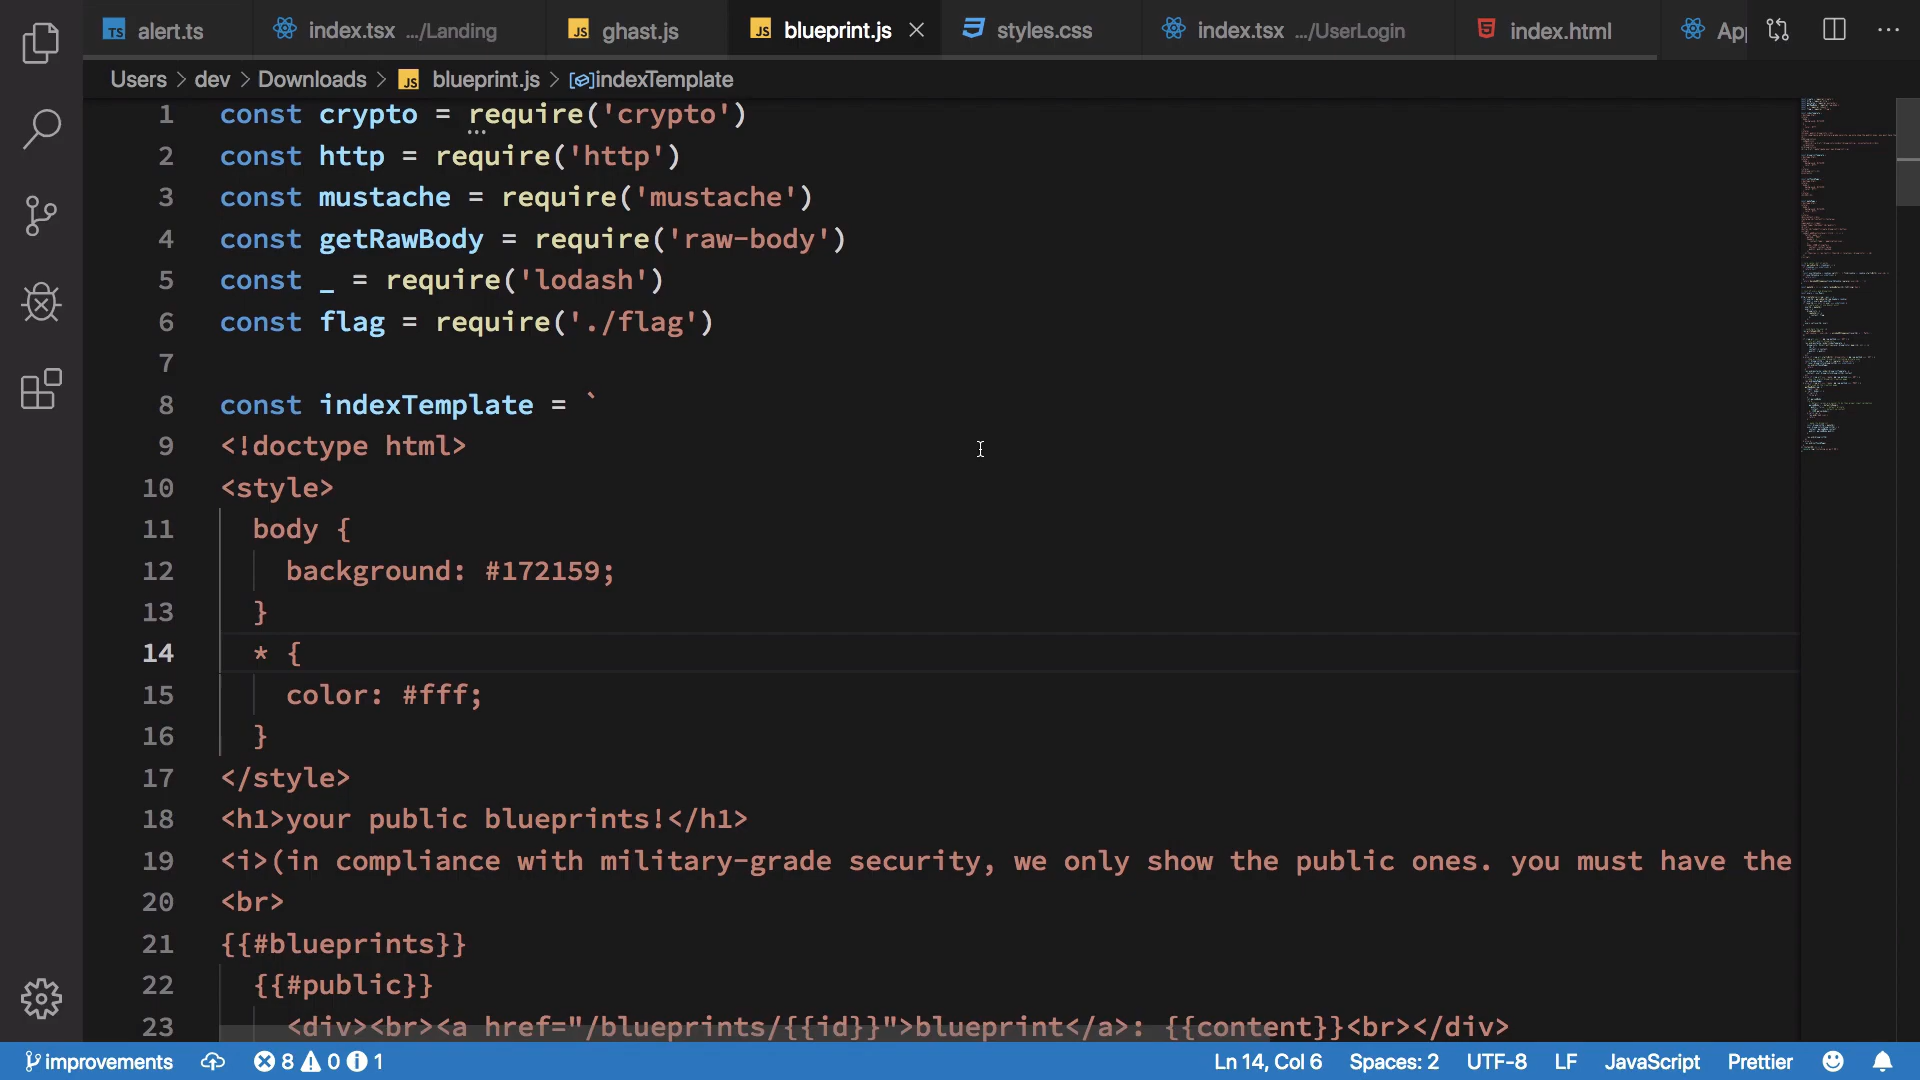 TS alert.ts index.tsx .../Landing JS ghast.js JS blueprint.js styles.css index.tsx .../UserLogin index.html
Users > dev > Downloads > JS blueprint.js > indexTemplate
1 const crypto = require('crypto')
2 const http = require('http')
3 const mustache = require('mustache')
4 const getRawBody = require('raw-body')
5 const _ = require('lodash')
6 const flag = require('./flag')
7
8 const indexTemplate = `
9 <!doctype html>
10 <style>
11 body {
12 background: #172159;
13 }
14 * {
15 color: #fff;
16 }
17 </style>
18 <h1>your public blueprints!</h1>
19 <i>(in compliance with military-grade security, we only show the public ones. you must have the
20 <br>
21 {{#blueprints}}
22 {{#public}}
23 <div><br><a href="/blueprints/{{id}}">blueprint</a>: {{content}}<br></div>
improvements 8 0 1 Ln 14, Col 6 Spaces: 2 UTF-8 LF JavaScript Prettier